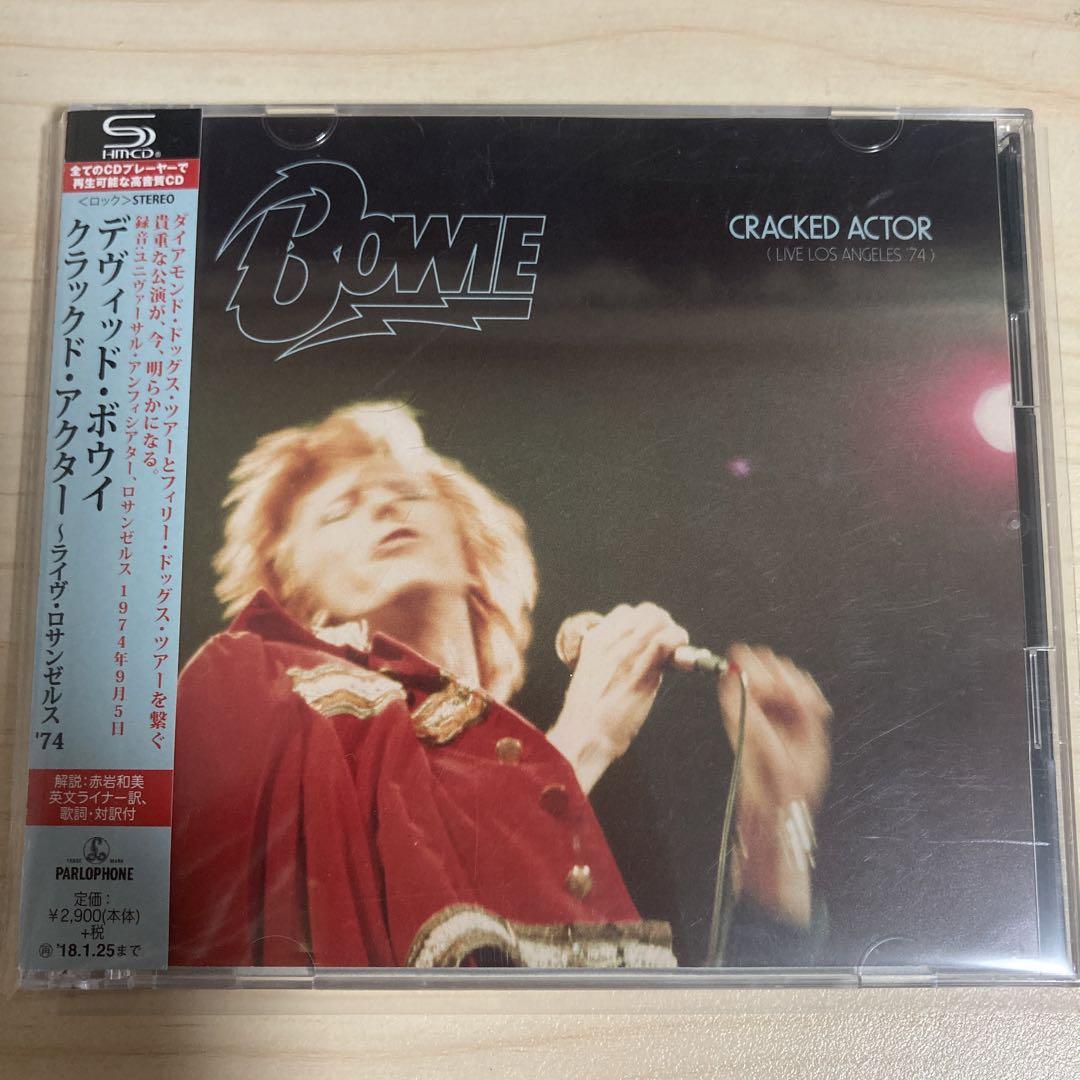 SHMCD®
全てのCDプレーヤーで
再生可能な高音質CD
<ロック>STEREO
ダイアモンド・ドッグス・ツアーとフィリー・ドッグス・ツアーを繋ぐ
貴重な公演が、今、明らかになる。
録音:ユニヴァーサル・アンフィシアター、ロサンゼルス 1974年9月5日
デヴィッド・ボウイ
クラックド・アクター～ライヴ・ロサンゼルス '74
解説:赤岩和美
英文ライナー訳、
歌詞・対訳付
TRADE MARK
PARLOPHONE
定価:
¥2,900(本体)
+税
㋃'18.1.25まで
BOWIE
CRACKED ACTOR
(LIVE LOS ANGELES '74)